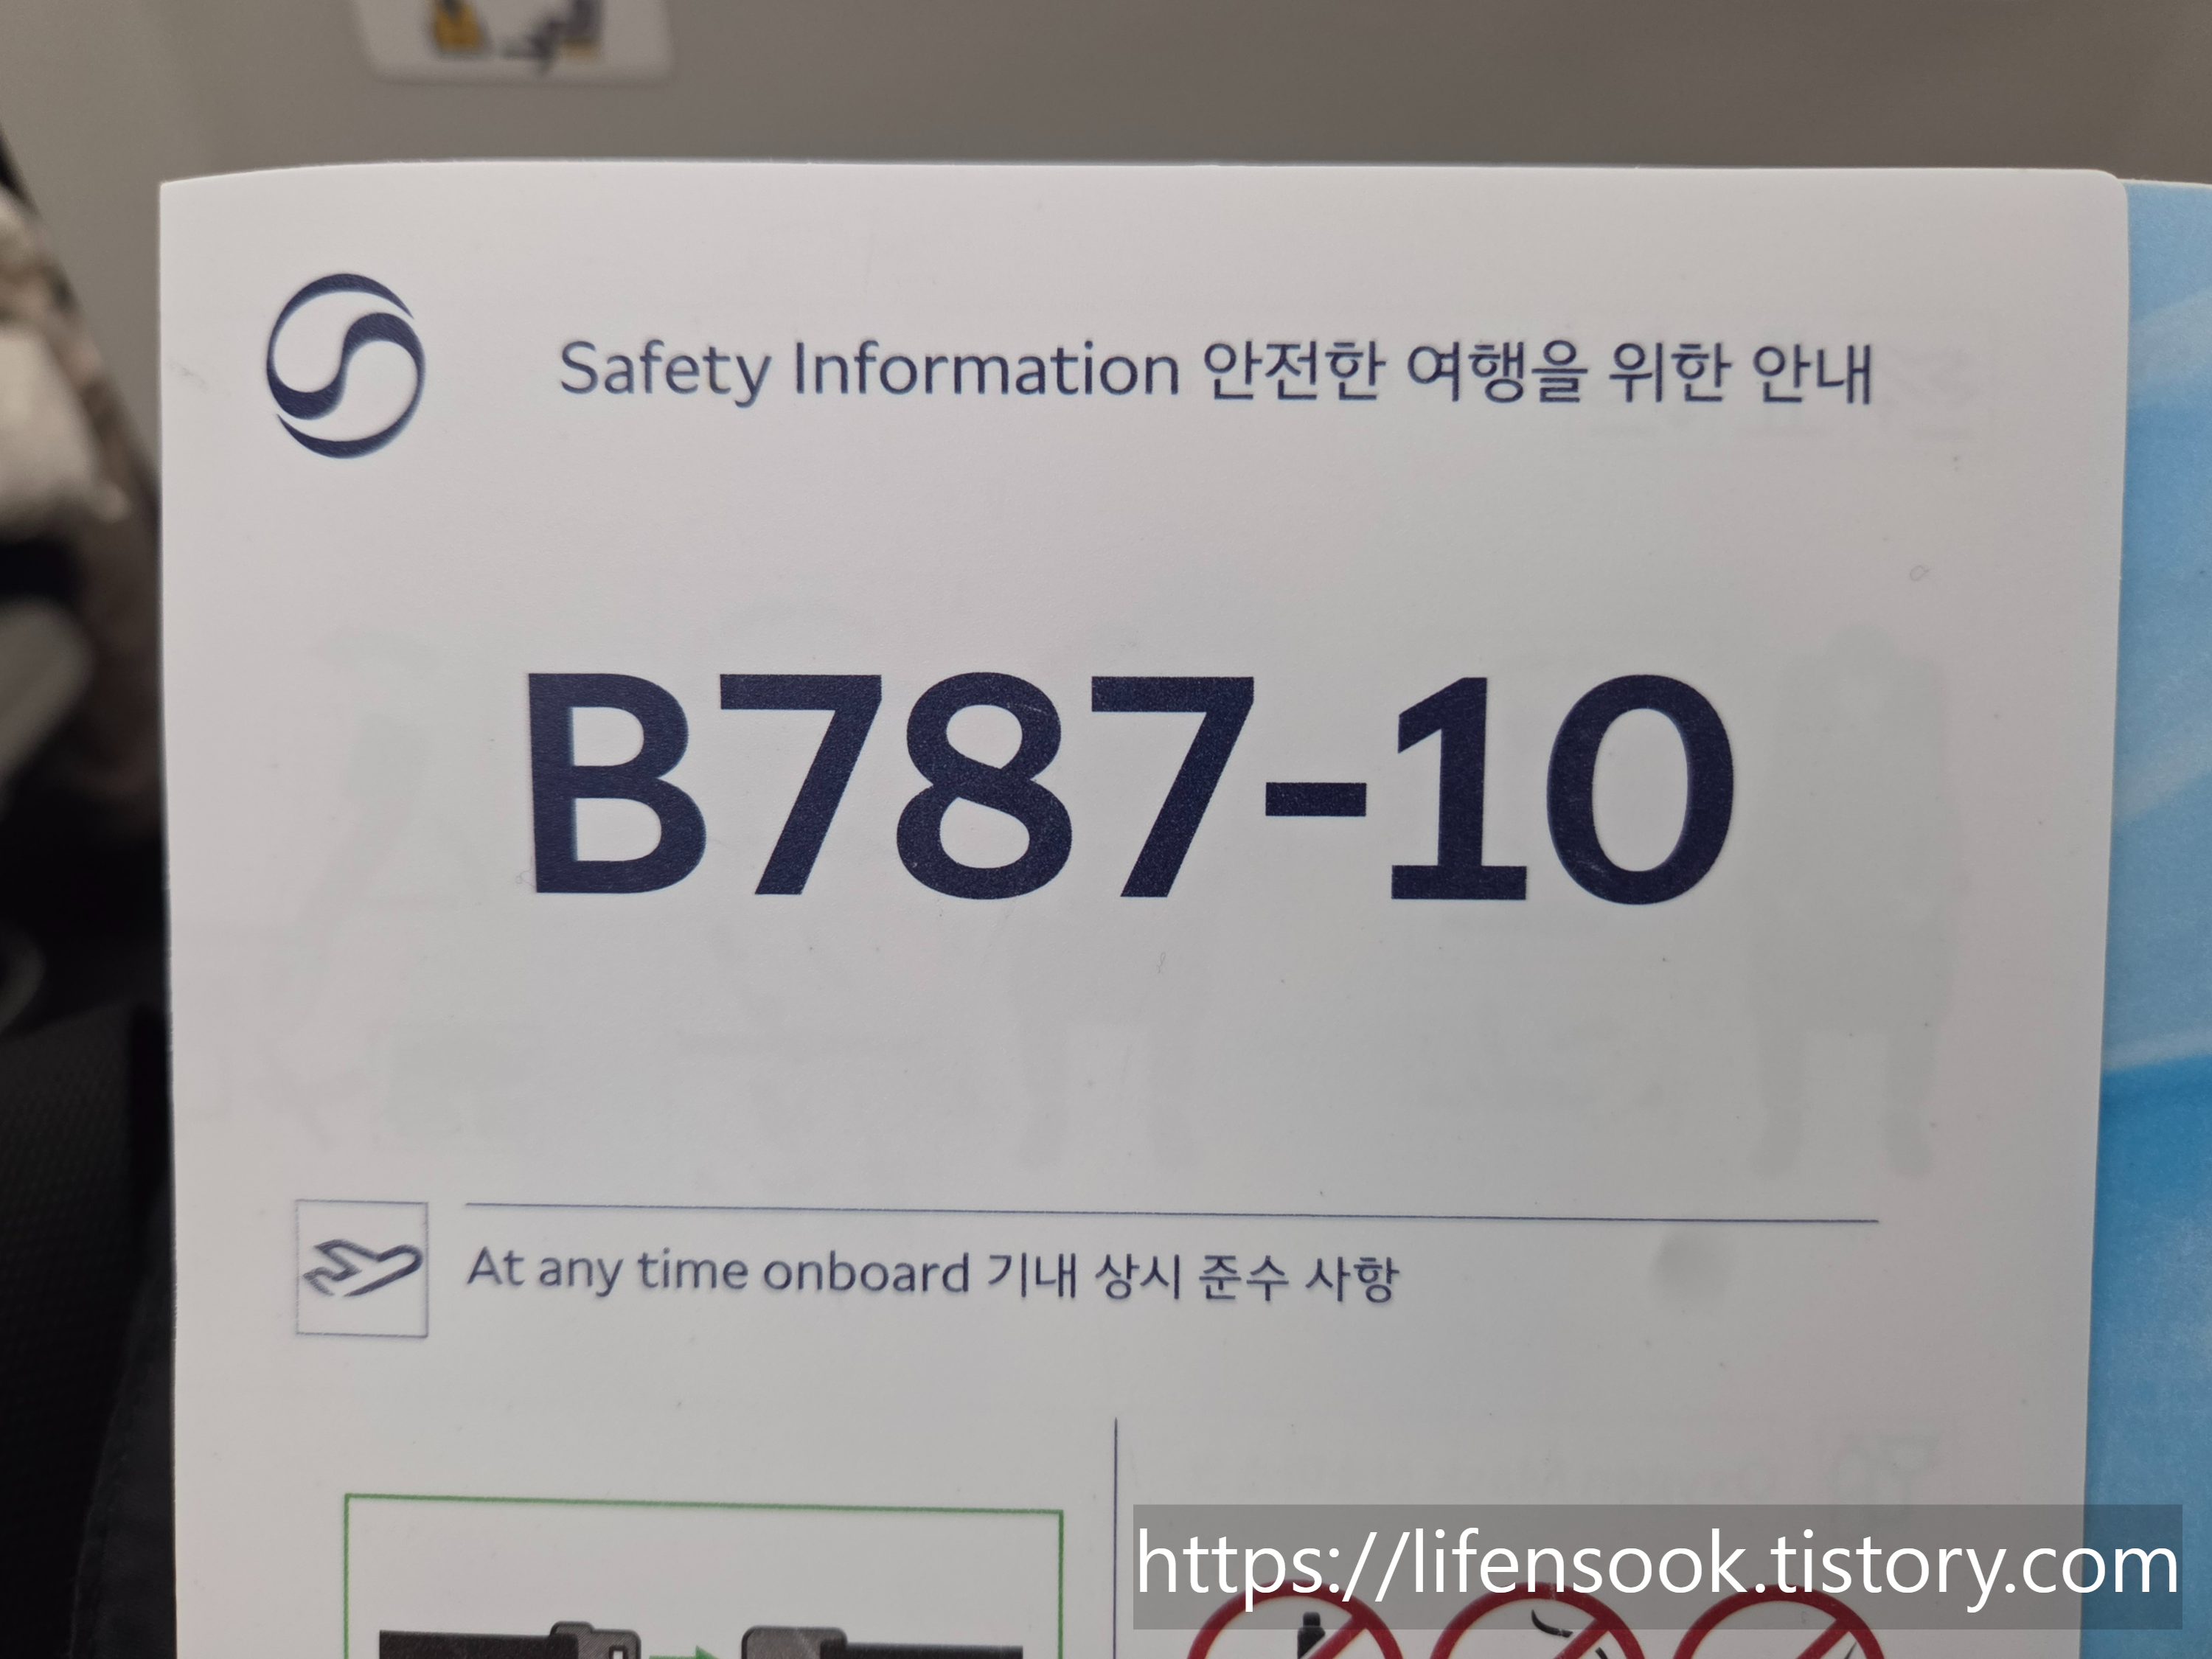 Safety Information 안전한 여행을 위한 안내
B787-10
At any time onboard 기내 상시 준수 사항
https://lifensook.tistory.com